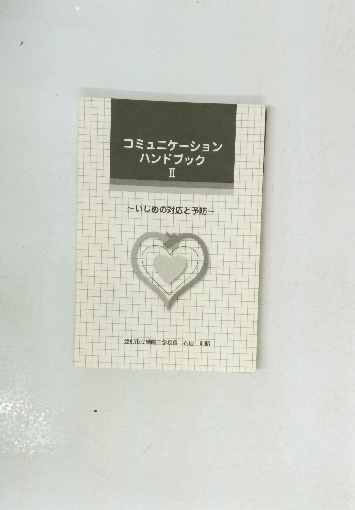 コミュニケーション
ハンドブック
II
〜いじめの対応と予防〜